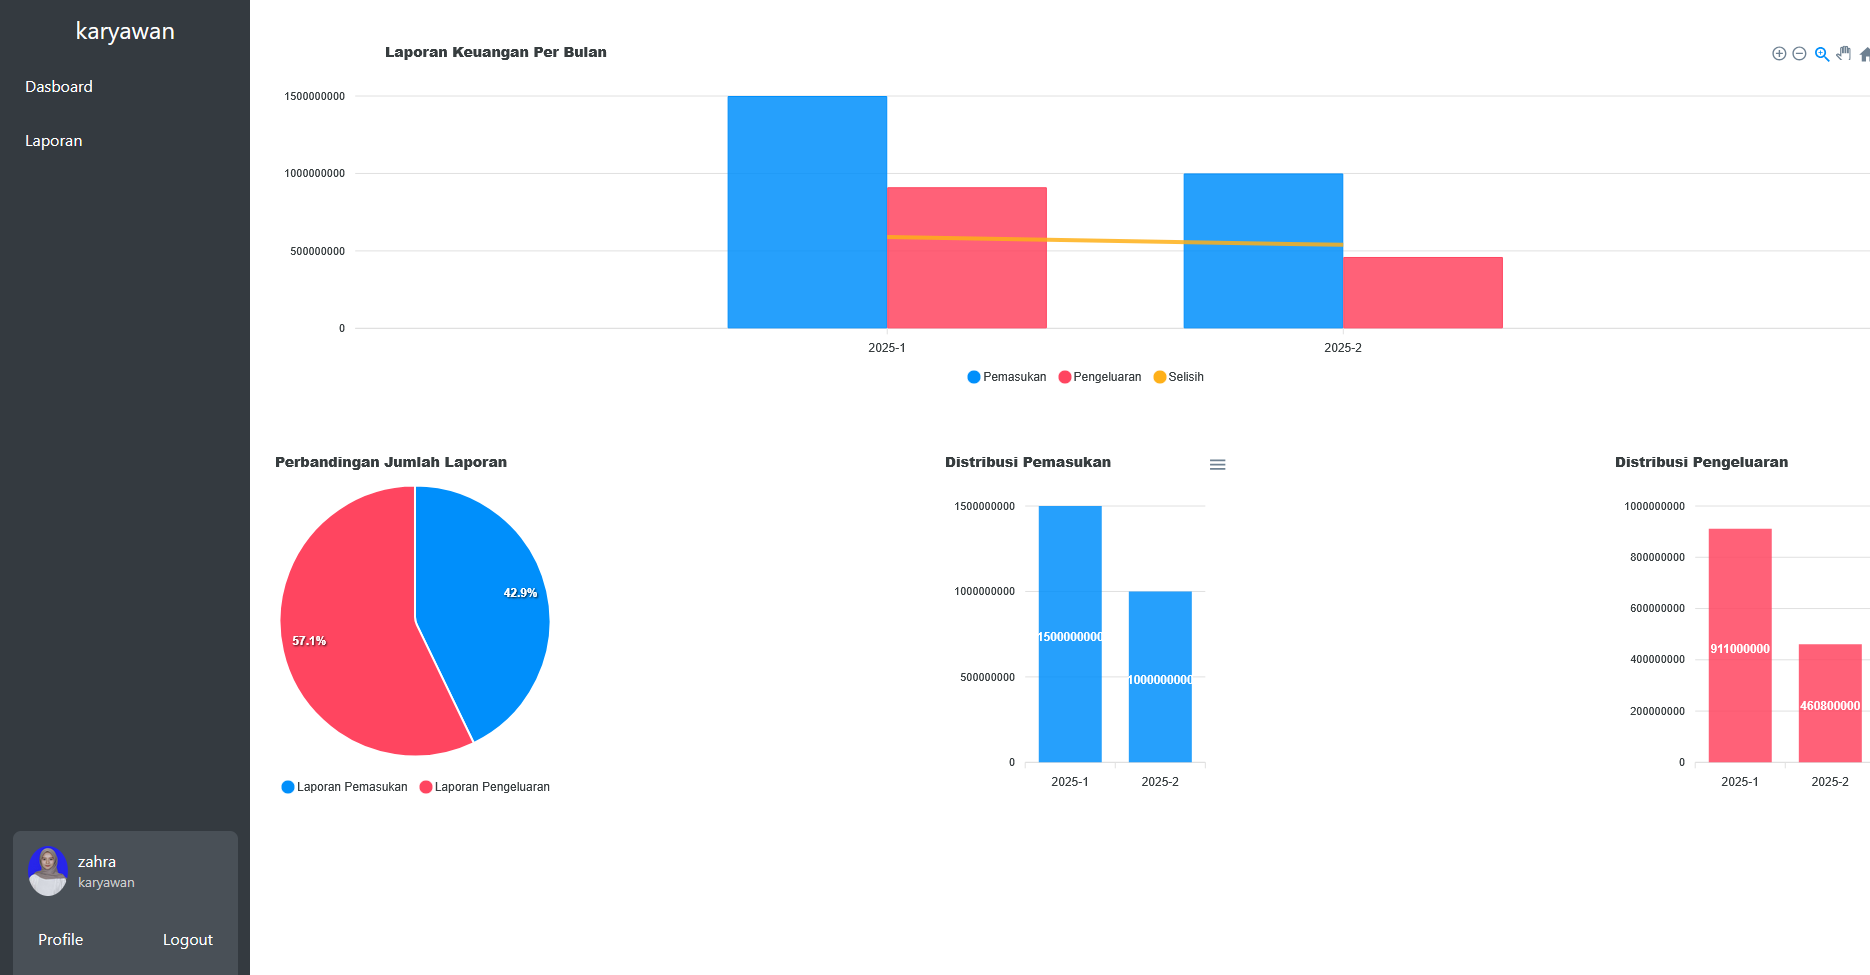 karyawan
Dasboard
Laporan
zahra
karyawan
Profile
Logout
Laporan Keuangan Per Bulan
1500000000
1000000000
500000000
0
2025-1
2025-2
Pemasukan
Pengeluaran
Selisih
Perbandingan Jumlah Laporan
42.9%
57.1%
Laporan Pemasukan
Laporan Pengeluaran
Distribusi Pemasukan
1500000000
1000000000
500000000
0
1500000000
1000000000
2025-1
2025-2
Distribusi Pengeluaran
1000000000
800000000
600000000
400000000
200000000
0
911000000
460800000
2025-1
2025-2